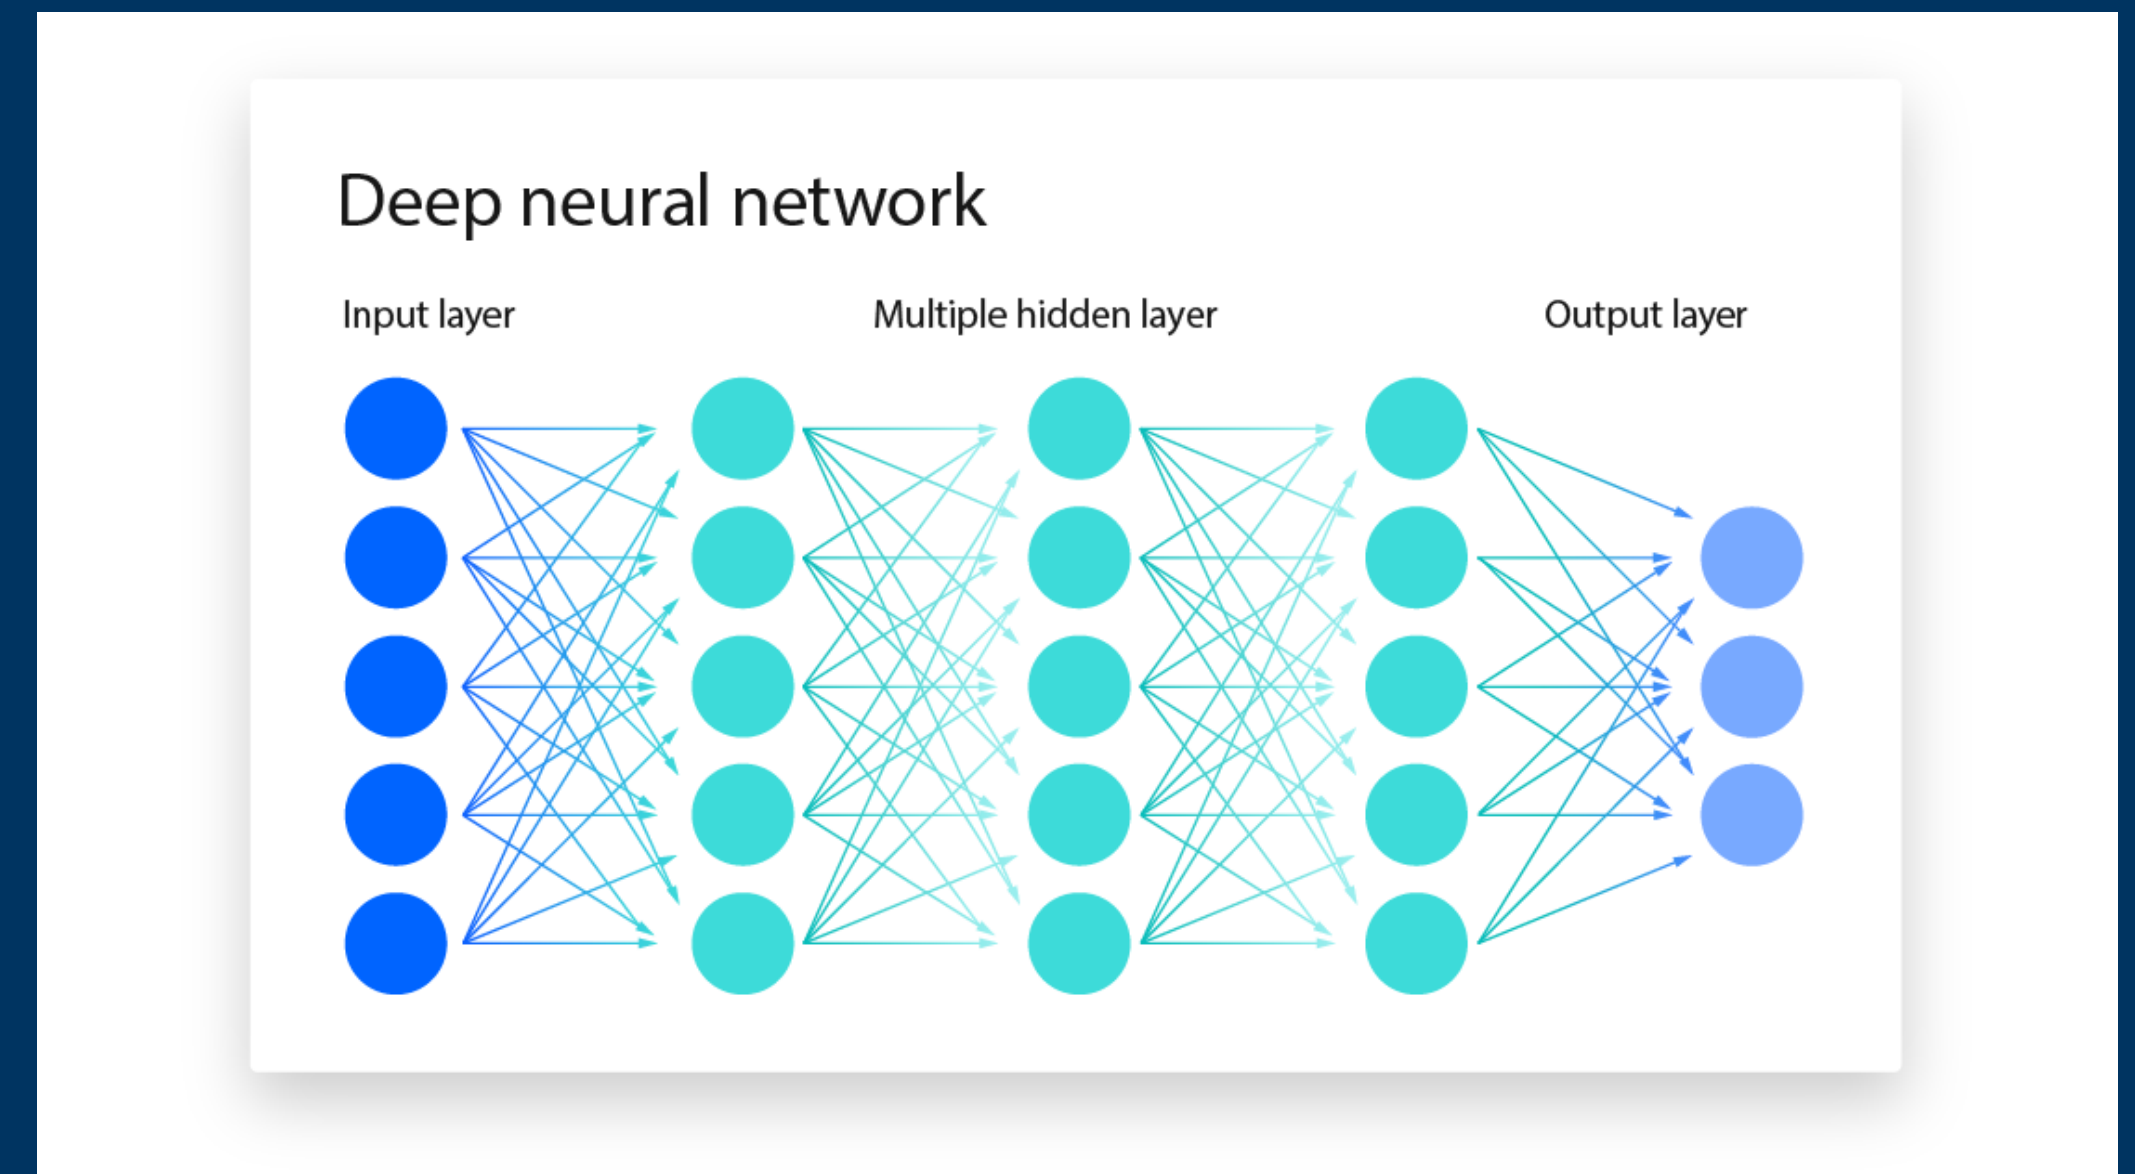 Deep neural network
Input layer
Multiple hidden layer
Output layer